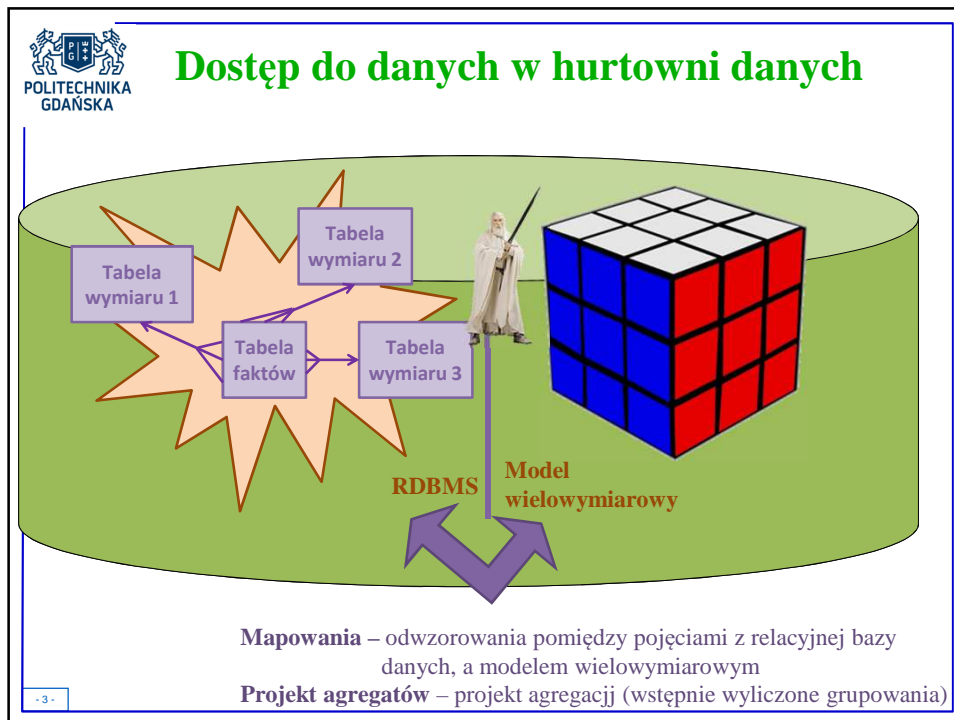 P G
POLITECHNIKA
GDAŃSKA
Dostęp do danych w hurtowni danych
Tabela
wymiaru 1
Tabela
wymiaru 2
Tabela
faktów
Tabela
wymiaru 3
RDBMS
Model
wielowymiarowy
Mapowania – odwzorowania pomiędzy pojęciami z relacyjnej bazy
danych, a modelem wielowymiarowym
Projekt agregatów – projekt agregacjj (wstępnie wyliczone grupowania)
- 3 -